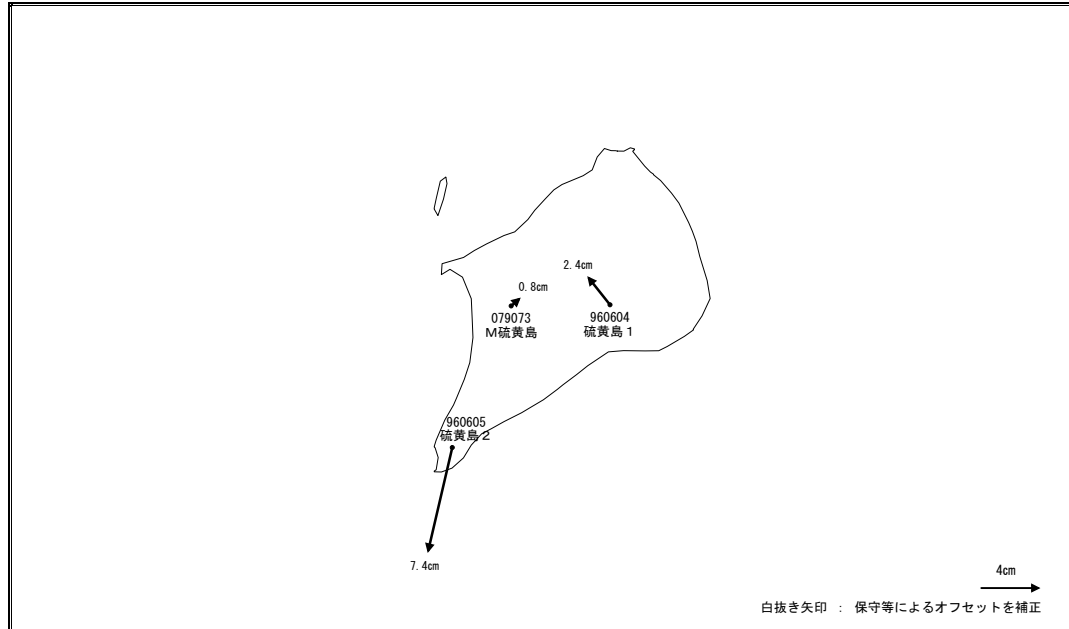 2.4cm
0.8cm
079073
M硫黄島
960604
硫黄島1
960605
硫黄島2
7.4cm
4cm
白抜き矢印 : 保守等によるオフセットを補正